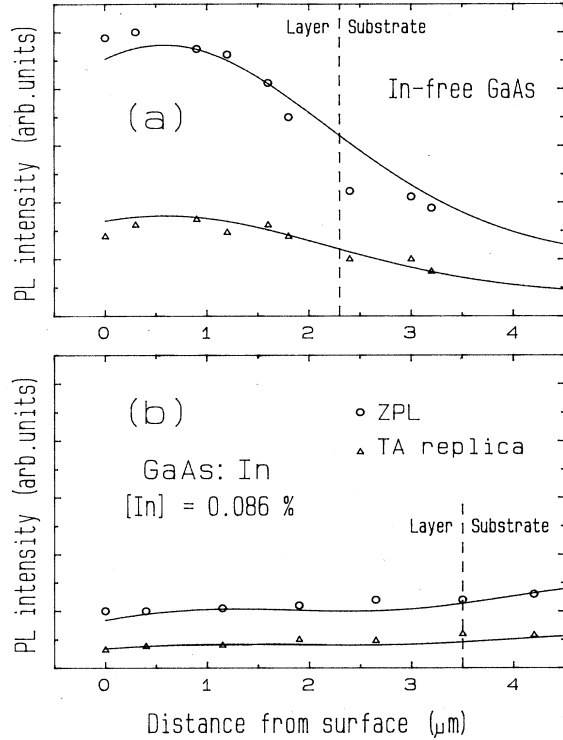 PL intensity (arb.units)
Layer Substrate
In-free GaAs
(a)
0 1 2 3 4
PL intensity (arb.units)
(b)
ZPL
TA replica
GaAs: In
[In] = 0.086 %
Layer Substrate
0 1 2 3 4
Distance from surface (μm)